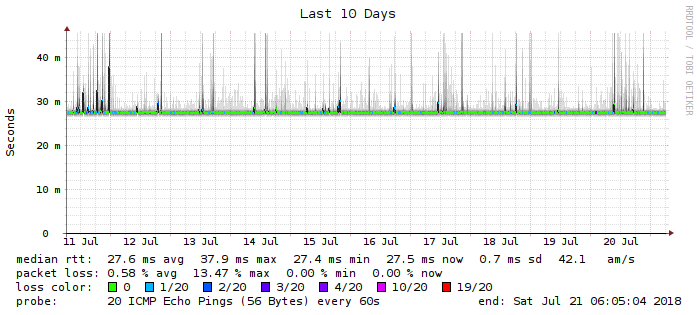 Last 10 Days
RRDTOOL / TOBI OETIKER
Seconds
40 m
30 m
20 m
10 m
0
11 Jul 12 Jul 13 Jul 14 Jul 15 Jul 16 Jul 17 Jul 18 Jul 19 Jul 20 Jul
median rtt: 27.6 ms avg 37.9 ms max 27.4 ms min 27.5 ms now 0.7 ms sd 42.1 am/s
packet loss: 0.58 % avg 13.47 % max 0.00 % min 0.00 % now
loss color: 0 1/20 2/20 3/20 4/20 10/20 19/20
probe: 20 ICMP Echo Pings (56 Bytes) every 60s end: Sat Jul 21 06:05:04 2018